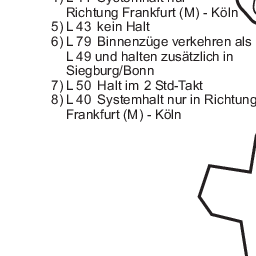 Richtung Frankfurt (M) - Köln
5) L 43 kein Halt
6) L 79 Binnenzüge verkehren als
L 49 und halten zusätzlich in
Siegburg/Bonn
7) L 50 Halt im 2 Std-Takt
8) L 40 Systemhalt nur in Richtung
Frankfurt (M) - Köln